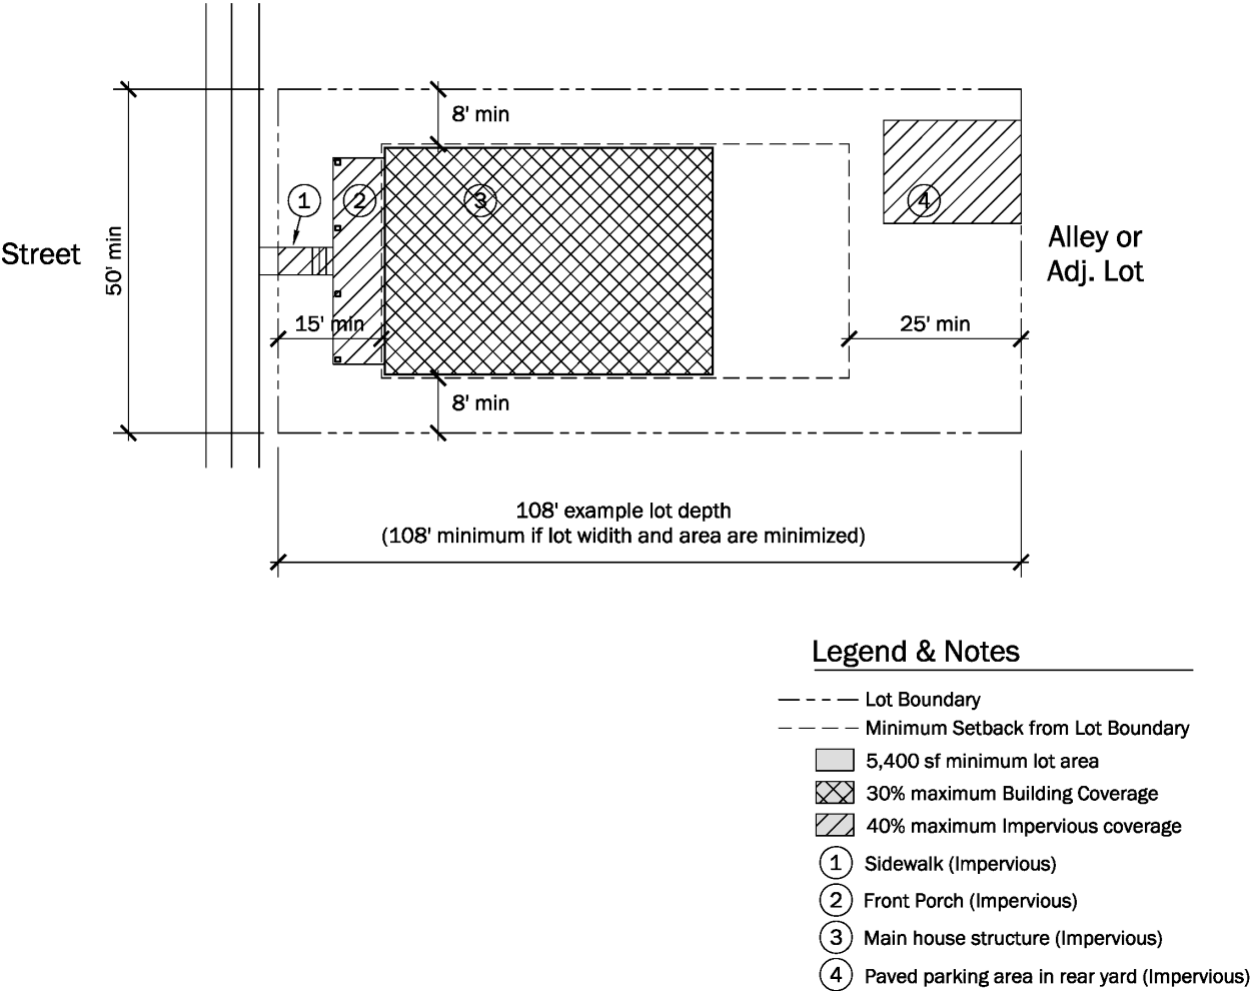 8' min
1
2
3
4
Street
50' min
Alley or
Adj. Lot
15' min
25' min
8' min
108' example lot depth
(108' minimum if lot widith and area are minimized)
Legend & Notes
Lot Boundary
Minimum Setback from Lot Boundary
5,400 sf minimum lot area
30% maximum Building Coverage
40% maximum Impervious coverage
1 Sidewalk (Impervious)
2 Front Porch (Impervious)
3 Main house structure (Impervious)
4 Paved parking area in rear yard (Impervious)